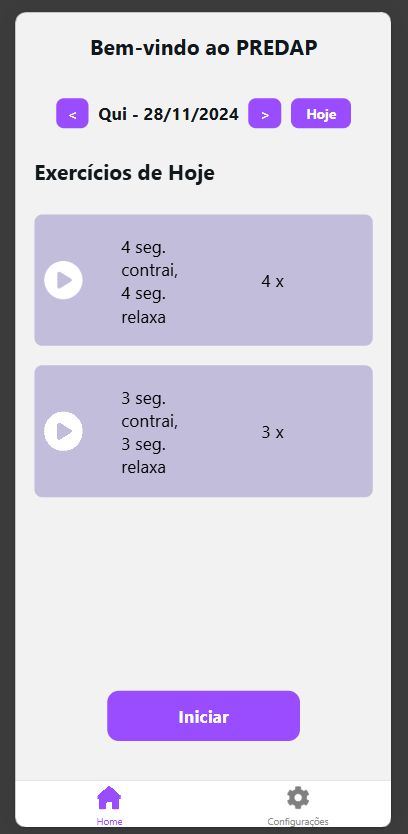 Bem-vindo ao PREDAP
< Qui - 28/11/2024 > Hoje
Exercícios de Hoje
4 seg.
contrai,
4 seg.
relaxa
4 x
3 seg.
contrai,
3 seg.
relaxa
3 x
Iniciar
Home
Configurações